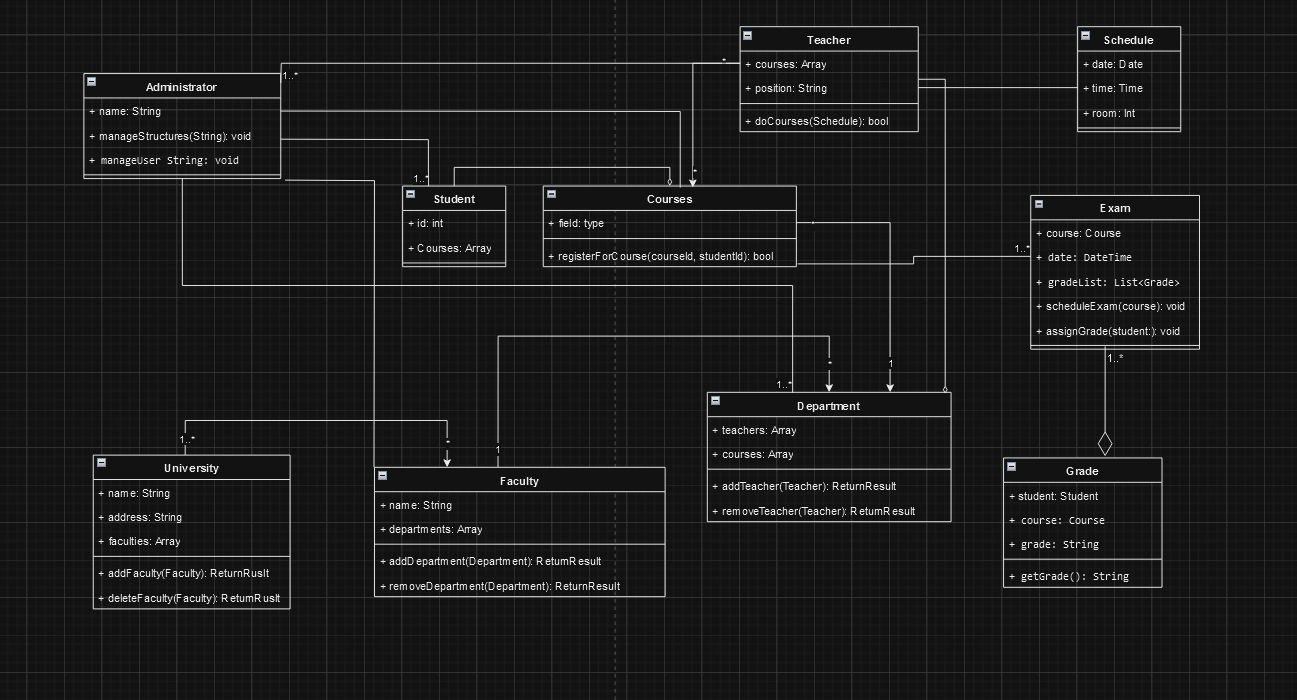 Teacher
+ courses: Array
+ position: String
+ doCourses(Schedule): bool
Schedule
+ date: Date
+ time: Time
+ room: Int
Administrator
+ name: String
+ manageStructures(String): void
+ manageUser String: void
1..*
*
1..*
*
Student
+ id: int
+ Courses: Array
Courses
+ field: type
+ registerForCourse(courseId, studentId): bool
*
1..*
Exam
+ course: Course
+ date: DateTime
+ gradeList: List<Grade>
+ scheduleExam(course): void
+ assignGrade(student:): void
1..*
*
1
1..*
Department
+ teachers: Array
+ courses: Array
+ addTeacher(Teacher): ReturnResult
+ removeTeacher(Teacher): ReturnResult
1..*
*
1
University
+ name: String
+ address: String
+ faculties: Array
+ addFaculty(Faculty): ReturnRuslt
+ deleteFaculty(Faculty): ReturnRuslt
Faculty
+ name: String
+ departments: Array
+ addDepartment(Department): ReturnResult
+ removeDepartment(Department): ReturnResult
Grade
+ student: Student
+ course: Course
+ grade: String
+ getGrade(): String